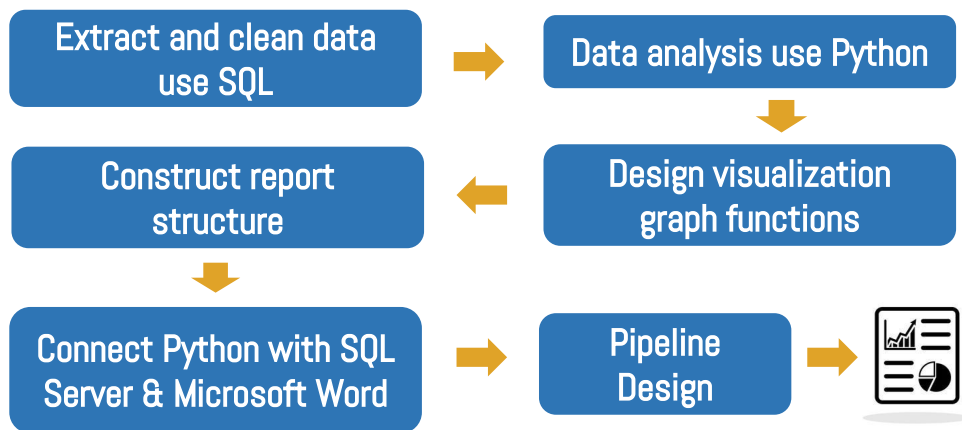 Extract and clean data
use SQL
Data analysis use Python
Design visualization
graph functions
Construct report
structure
Connect Python with SQL
Server & Microsoft Word
Pipeline
Design